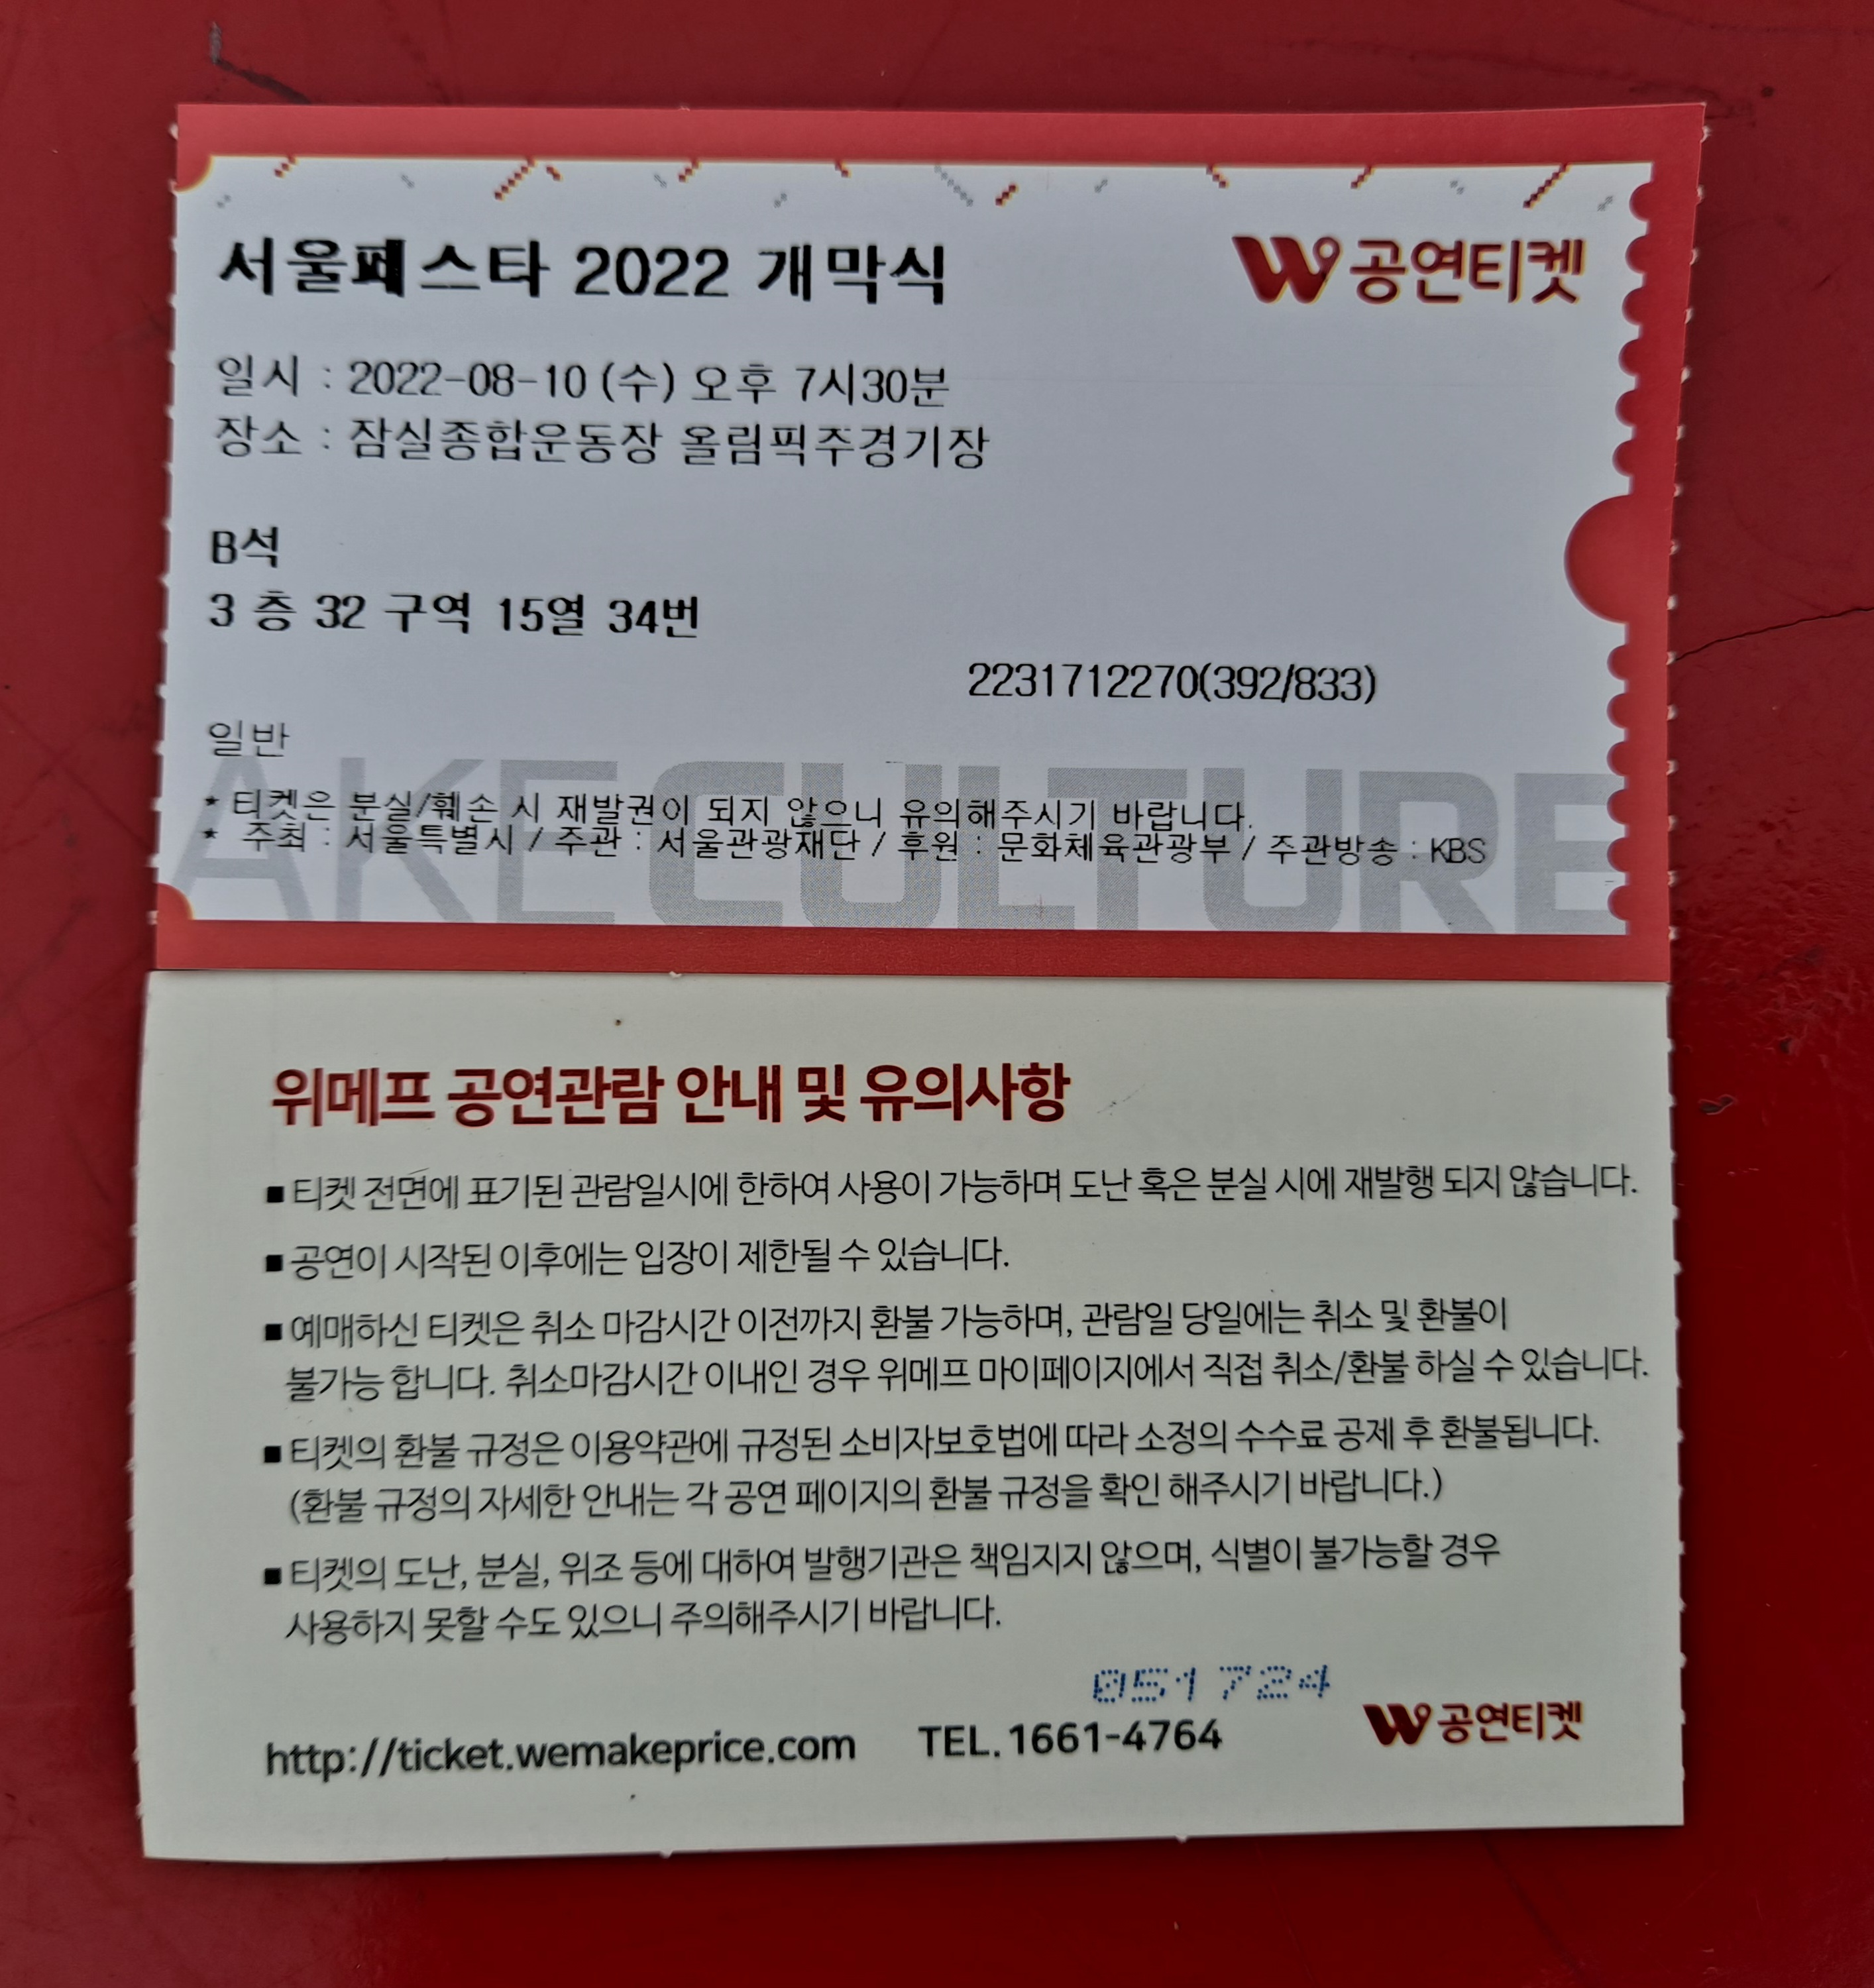 서울페스타 2022 개막식
W 공연티켓
일시 : 2022-08-10 (수) 오후 7시30분
장소 : 잠실종합운동장 올림픽주경기장
B석
3 층 32 구역 15열 34번
2231712270(392/833)
일반
* 티켓은 분실/훼손 시 재발권이 되지 않으니 유의해주시기 바랍니다.
* 주최 : 서울특별시 / 주관 : 서울관광재단 / 후원 : 문화체육관광부 / 주관방송 : KBS
AKECULTURE
위메프 공연관람 안내 및 유의사항
■ 티켓 전면에 표기된 관람일시에 한하여 사용이 가능하며 도난 혹은 분실 시에 재발행 되지 않습니다.
■ 공연이 시작된 이후에는 입장이 제한될 수 있습니다.
■ 예매하신 티켓은 취소 마감시간 이전까지 환불 가능하며, 관람일 당일에는 취소 및 환불이
불가능 합니다. 취소마감시간 이내인 경우 위메프 마이페이지에서 직접 취소/환불 하실 수 있습니다.
■ 티켓의 환불 규정은 이용약관에 규정된 소비자보호법에 따라 소정의 수수료 공제 후 환불됩니다.
(환불 규정의 자세한 안내는 각 공연 페이지의 환불 규정을 확인 해주시기 바랍니다.)
■ 티켓의 도난, 분실, 위조 등에 대하여 발행기관은 책임지지 않으며, 식별이 불가능할 경우
사용하지 못할 수도 있으니 주의해주시기 바랍니다.
051724
http://ticket.wemakeprice.com TEL. 1661-4764 W 공연티켓